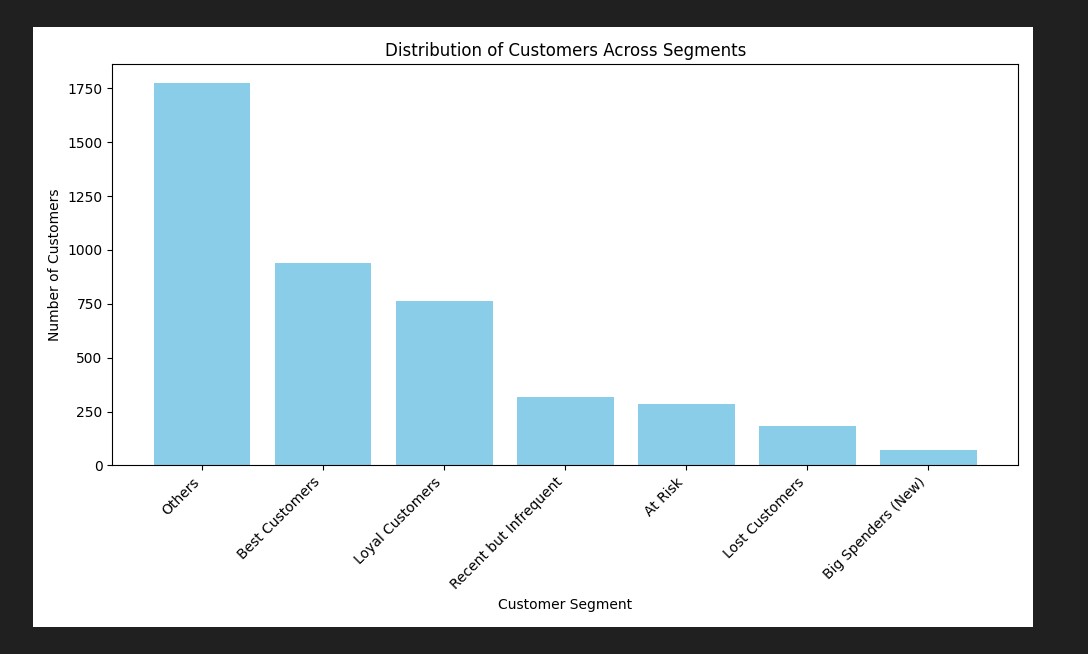 Distribution of Customers Across Segments
Number of Customers
1750
1500
1250
1000
750
500
250
0
Others
Best Customers
Loyal Customers
Recent but Infrequent
At Risk
Lost Customers
Big Spenders (New)
Customer Segment